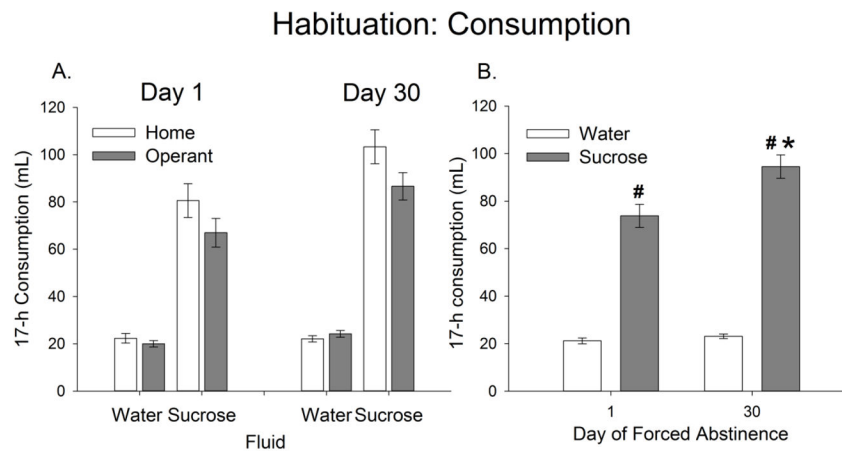 Habituation: Consumption
A.
Day 1
Day 30
Home
Operant
120
100
80
60
40
20
0
17-h Consumption (mL)
Water Sucrose
Water Sucrose
Fluid
B.
Water
Sucrose
120
100
80
60
40
20
0
17-h consumption (mL)
#
# *
1
30
Day of Forced Abstinence